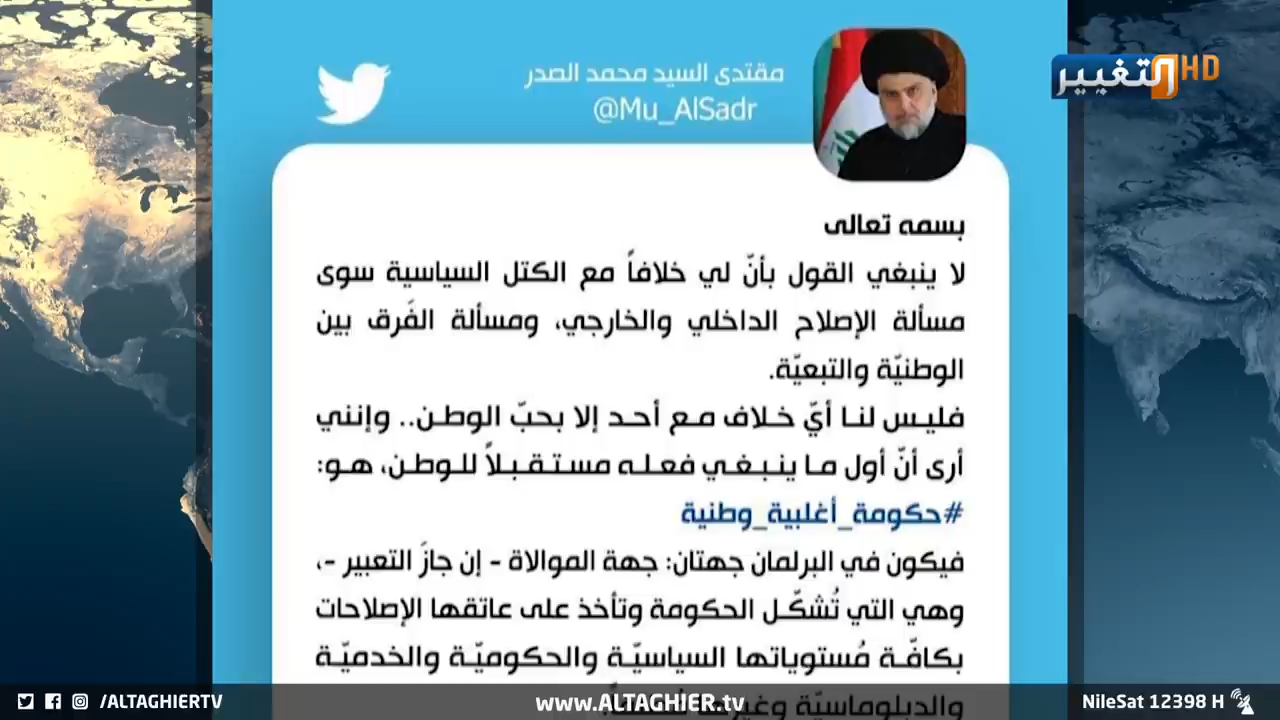 مقتدى السيد محمد الصدر
@Mu_AlSadr
التغيير HD
بسمه تعالى
لا ينبغي القول بأنّ لي خلافاً مع الكتل السياسية سوى
مسألة الإصلاح الداخلي والخارجي، ومسألة الفَرق بين
الوطنيّة والتبعيّة.
فليس لنا أيّ خلاف مع أحد إلا بحبّ الوطن.. وإنني
أرى أنّ أول ما ينبغي فعله مستقبلاً للوطن، هو:
#حكومة_أغلبية_وطنية
فيكون في البرلمان جهتان: جهة الموالاة - إن جازَ التعبير -،
وهي التي تُشكّل الحكومة وتأخذ على عاتقها الإصلاحات
بكافّة مُستوياتها السياسيّة والحكوميّة والخدميّة
والدبلوماسيّة وغيرها
/ALTAGHIERTV
www.ALTAGHIER.tv
NileSat 12398 H